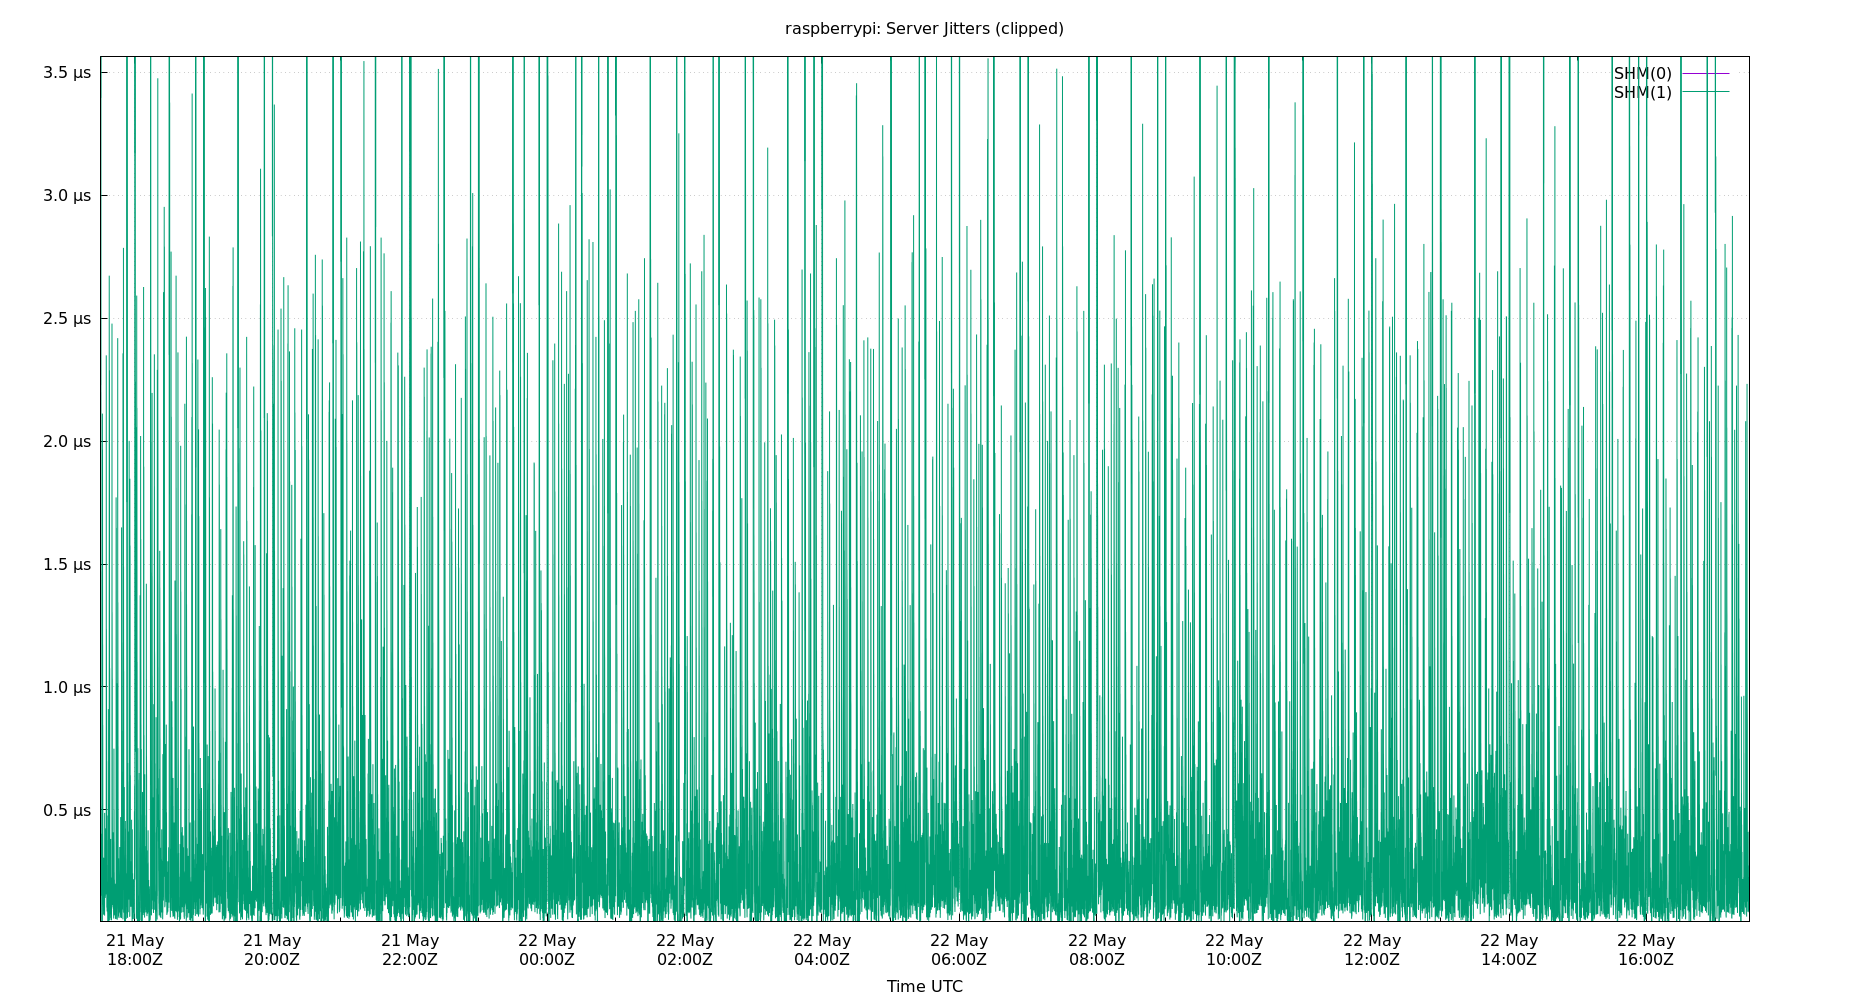 raspberrypi: Server Jitters (clipped)
SHM(0)
SHM(1)
3.5 μs
3.0 μs
2.5 μs
2.0 μs
1.5 μs
1.0 μs
0.5 μs
21 May 21 May 21 May 22 May 22 May 22 May 22 May 22 May 22 May 22 May 22 May 22 May
18:00Z 20:00Z 22:00Z 00:00Z 02:00Z 04:00Z 06:00Z 08:00Z 10:00Z 12:00Z 14:00Z 16:00Z
Time UTC